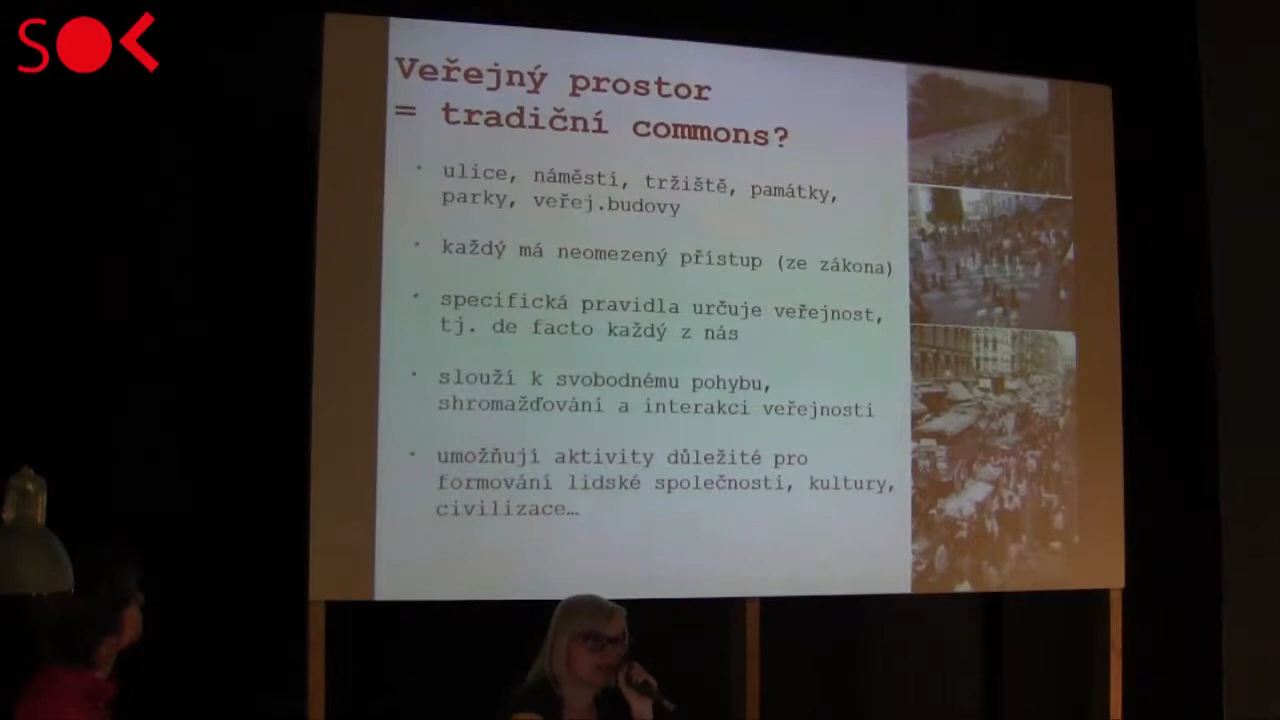 SOK
Veřejný prostor
= tradiční commons?
• ulice, náměstí, tržiště, památky,
parky, veřej.budovy
• každý má neomezený přístup (ze zákona)
• specifická pravidla určuje veřejnost,
tj. de facto každý z nás
• slouží k svobodnému pohybu,
shromažďování a interakci veřejnosti
• umožňují aktivity důležité pro
formování lidské společnosti, kultury,
civilizace…